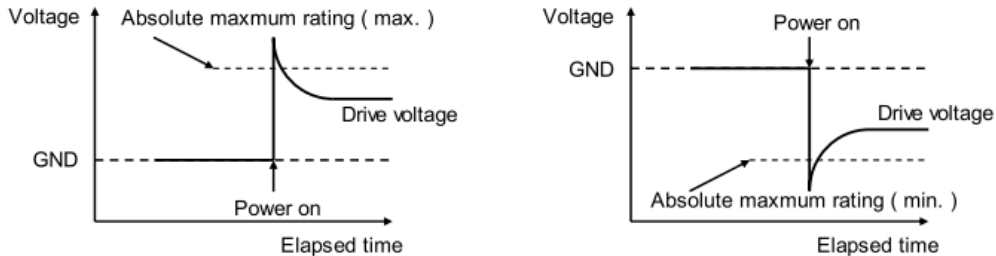 Voltage
Absolute maxmum rating ( max. )
Drive voltage
GND
Power on
Elapsed time
Voltage
Power on
GND
Drive voltage
Absolute maxmum rating ( min. )
Elapsed time